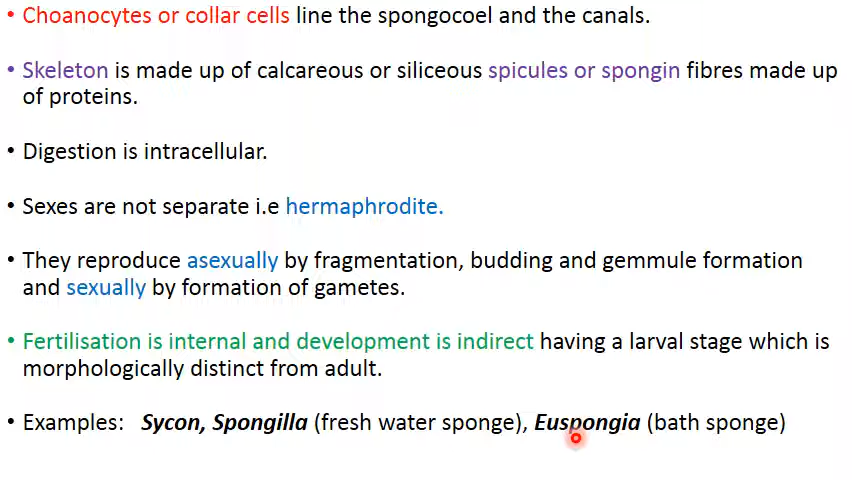 • Choanocytes or collar cells line the spongocoel and the canals.
• Skeleton is made up of calcareous or siliceous spicules or spongin fibres made up
of proteins.
• Digestion is intracellular.
• Sexes are not separate i.e hermaphrodite.
• They reproduce asexually by fragmentation, budding and gemmule formation
and sexually by formation of gametes.
• Fertilisation is internal and development is indirect having a larval stage which is
morphologically distinct from adult.
• Examples: Sycon, Spongilla (fresh water sponge), Euspongia (bath sponge)